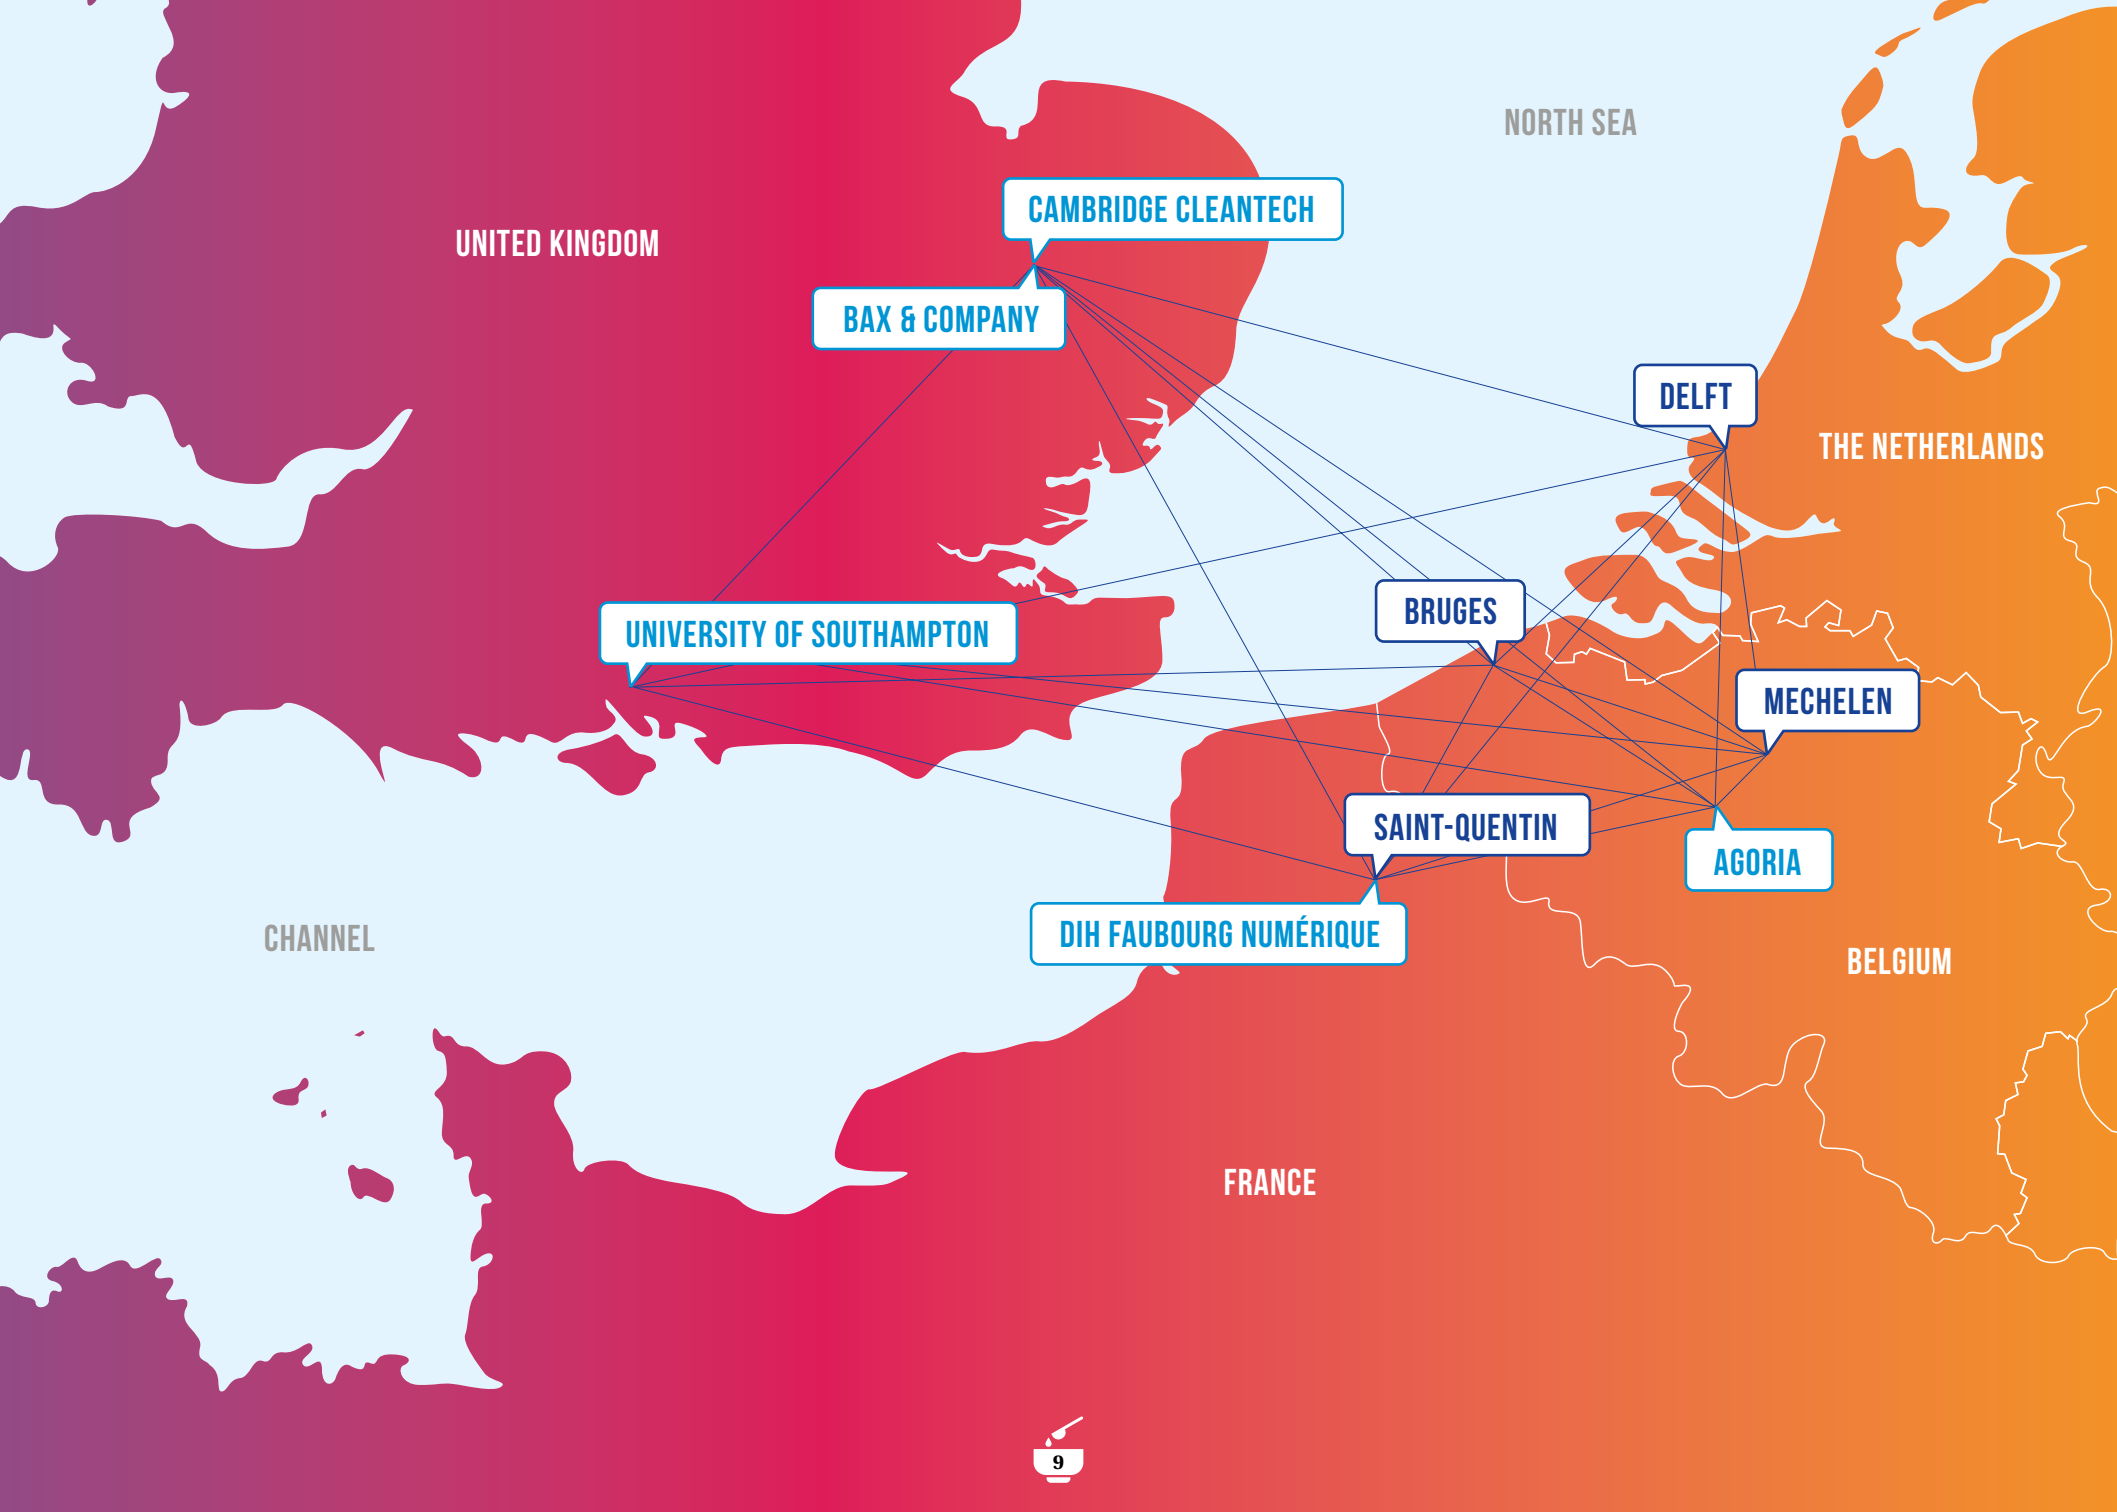 NORTH SEA
CAMBRIDGE CLEANTECH
UNITED KINGDOM
BAX & COMPANY
DELFT
THE NETHERLANDS
BRUGES
UNIVERSITY OF SOUTHAMPTON
MECHELEN
SAINT-QUENTIN
AGORIA
DIH FAUBOURG NUMÉRIQUE
CHANNEL
BELGIUM
FRANCE
9